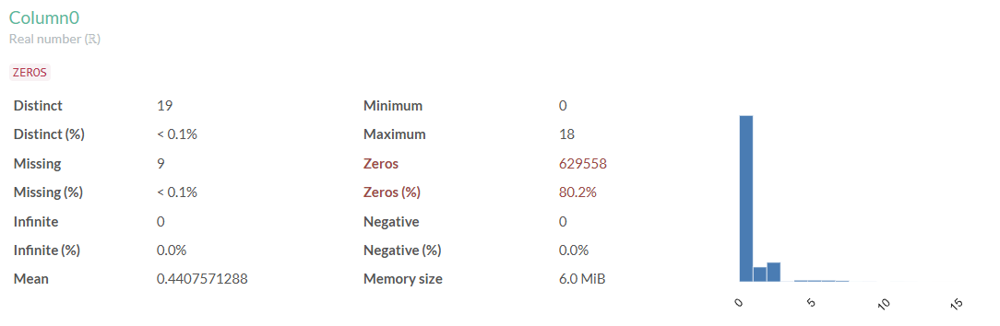 Column0
Real number (ℝ)
ZEROS
Distinct 19
Distinct (%) < 0.1%
Missing 9
Missing (%) < 0.1%
Infinite 0
Infinite (%) 0.0%
Mean 0.4407571288
Minimum 0
Maximum 18
Zeros 629558
Zeros (%) 80.2%
Negative 0
Negative (%) 0.0%
Memory size 6.0 MiB
0 5 10 15